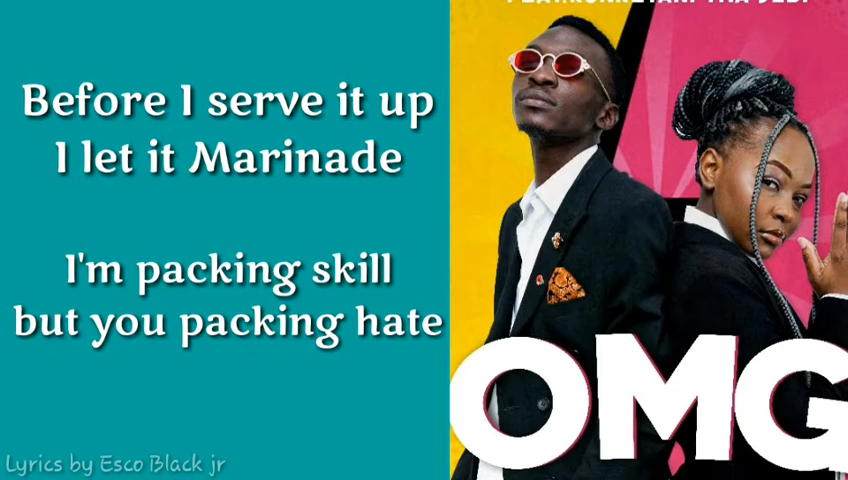 Before I serve it up
I let it Marinade
I'm packing skill
but you packing hate
Lyrics by Esco Black jr
OMG